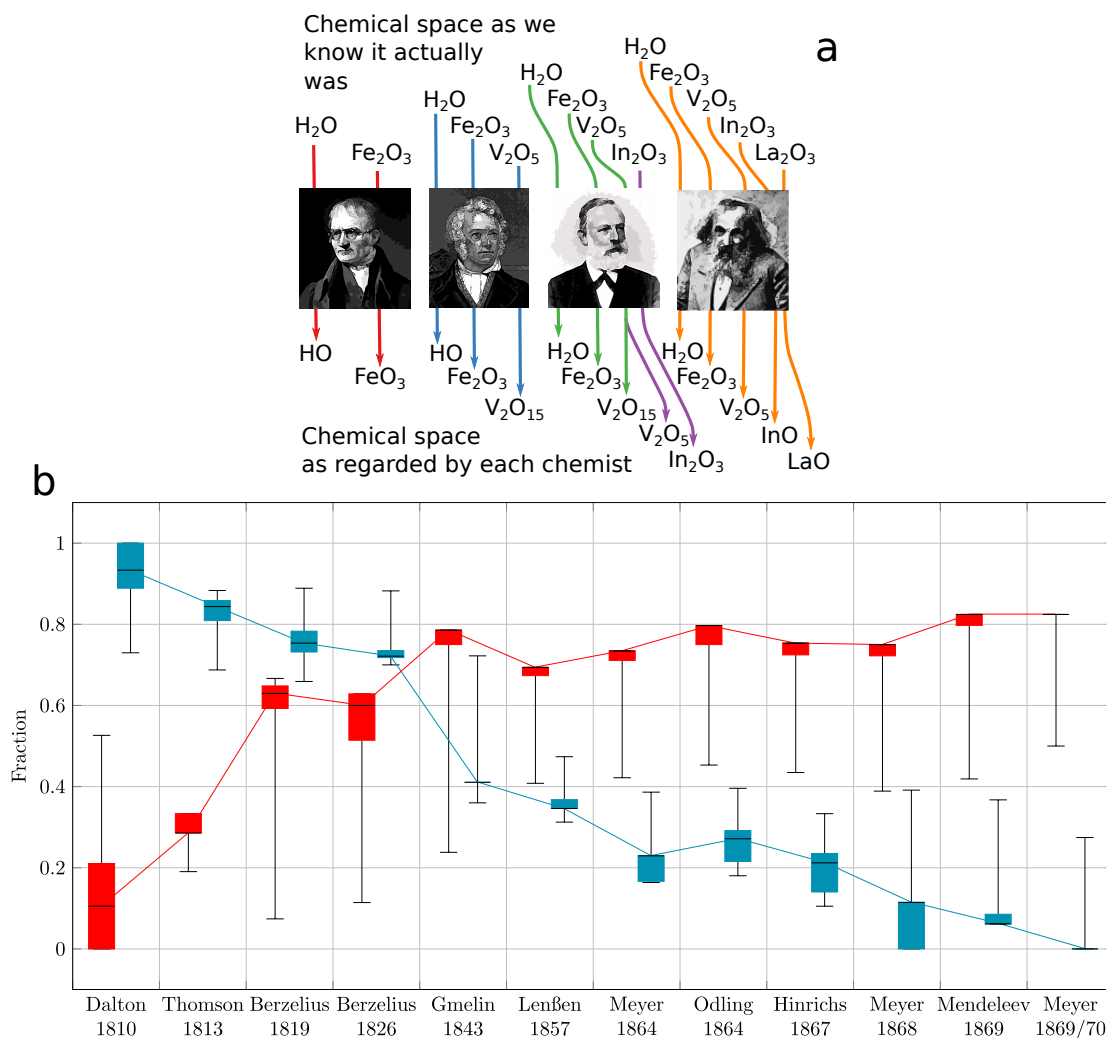 Chemical space as we
know it actually
was
a
H₂O
Fe₂O₃
H₂O
Fe₂O₃
V₂O₅
H₂O
Fe₂O₃
V₂O₅
In₂O₃
H₂O
Fe₂O₃
V₂O₅
In₂O₃
La₂O₃
HO
FeO₃
HO
Fe₂O₃
V₂O₁₅
H₂O
Fe₂O₃
V₂O₁₅
V₂O₅
In₂O₃
H₂O
Fe₂O₃
V₂O₅
InO
LaO
Chemical space
as regarded by each chemist
b
Fraction
1
0.8
0.6
0.4
0.2
0
Dalton
1810
Thomson
1813
Berzelius
1819
Berzelius
1826
Gmelin
1843
Lenßen
1857
Meyer
1864
Odling
1864
Hinrichs
1867
Meyer
1868
Mendeleev
1869
Meyer
1869/70